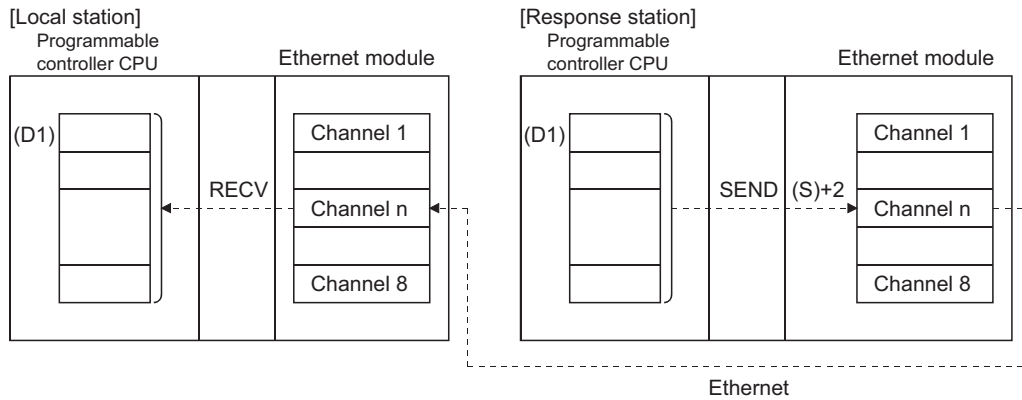 [Local station]
Programmable
controller CPU
Ethernet module
(D1)
RECV
Channel 1
Channel n
Channel 8
[Response station]
Programmable
controller CPU
Ethernet module
(D1)
SEND
(S)+2
Channel 1
Channel n
Channel 8
Ethernet